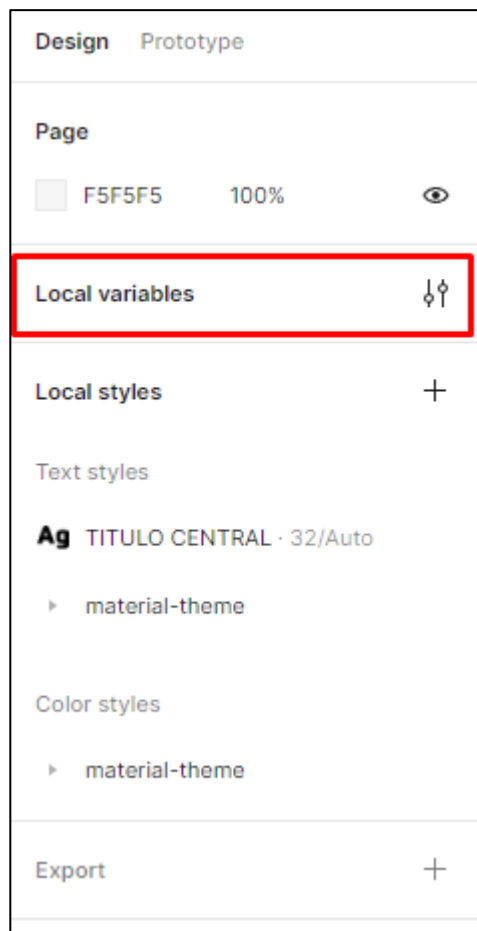 Design Prototype
Page
F5F5F5 100%
Local variables
Local styles
Text styles
Ag TITULO CENTRAL · 32/Auto
material-theme
Color styles
material-theme
Export